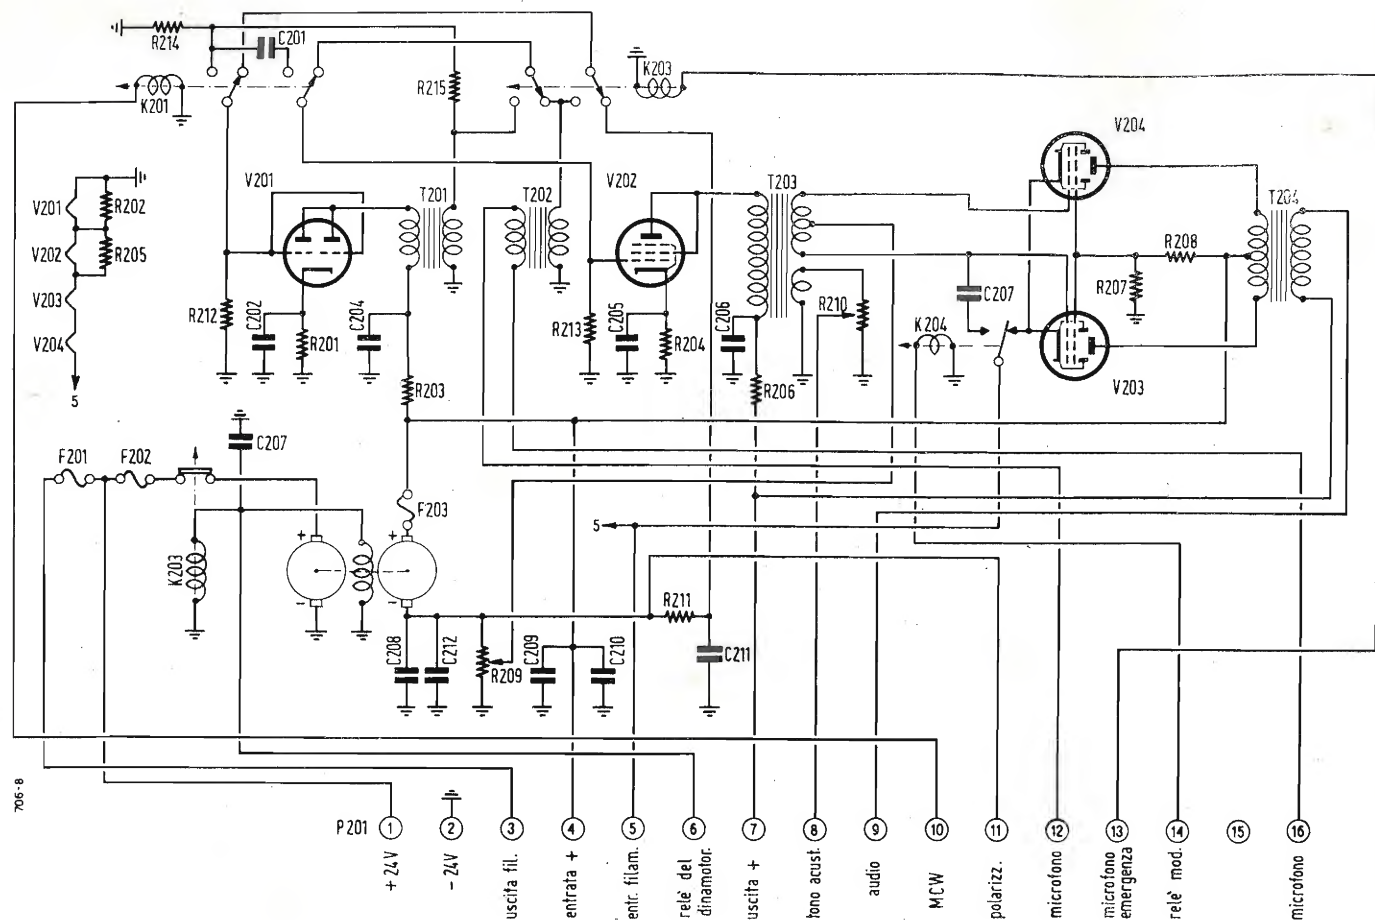 R214
C201
K201
R215
K203
V204
V201
T201
T202
V202
T203
T204
V201
R202
V202
R205
V203
V204
5
R212
C202
R201
C204
R203
R213
C205
R204
C206
R206
R210
C207
K204
R208
R207
V203
F201
F202
C207
F203
K203
+
-
+
-
5
C208
C212
R209
C209
C210
R211
C211
706-8
P201
1
2
3
4
5
6
7
8
9
10
11
12
13
14
15
16
+ 24V
- 24V
uscita fil.
entrata +
entr. filam.
rele' del
dinamotor.
uscita +
tono acust.
audio
MCW
polarizz.
microfono
microfono
emergenza
rele' mod.
microfono